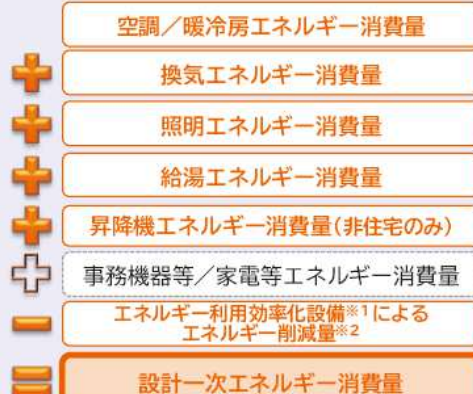 空調／暖冷房エネルギー消費量
換気エネルギー消費量
照明エネルギー消費量
給湯エネルギー消費量
昇降機エネルギー消費量(非住宅のみ)
事務機器等／家電等エネルギー消費量
エネルギー利用効率化設備※1による
エネルギー削減量※2
設計一次エネルギー消費量